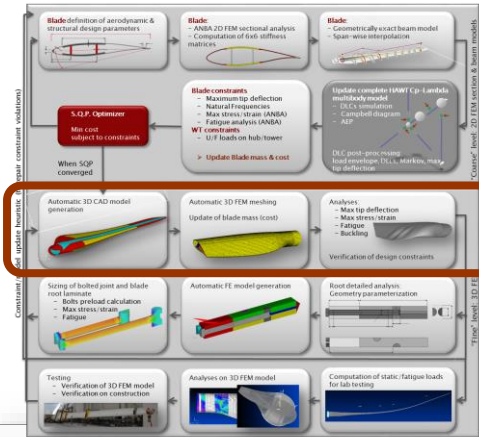 Blade definition of aerodynamic &
structural design parameters
Blade:
- ANBA 2D FEM sectional analysis
- Computation of 6x6 stiffness
matrices
Blade:
- Geometrically exact beam model
- Span-wise interpolation
S.Q.P. Optimizer
Min cost
subject to constraints
Blade constraints
- Maximum tip deflection
- Natural Frequencies
- Max stress/strain (ANBA)
- Fatigue analysis (ANBA)
WT constraints
- U/F loads on hub/tower
> Update Blade mass & cost
Update complete HAWT Cp-Lambda
multibody model
- DLCs simulation
- Campbell diagram
- AEP
DLC post-processing:
load envelope, DELs, Markov, max
tip deflection
"Coarse" level: 2D FEM section & beam models
When SQP
converged
Automatic 3D CAD model
generation
Automatic 3D FEM meshing
Update of blade mass (cost)
Analyses:
- Max tip deflection
- Max stress/strain
- Fatigue
- Buckling
Verification of design constraints
Constraint/model update heuristic (to repair constraint violations)
Sizing of bolted joint and blade
root laminate
- Bolts preload calculation
- Max stress/strain
- Fatigue
Automatic FE model generation
Root detailed analysis:
Geometry parameterization
"Fine" level: 3D FE
Testing
- Verification of 3D FEM model
- Verification on construction
Analyses on 3D FEM model
Computation of static/fatigue loads
for lab testing